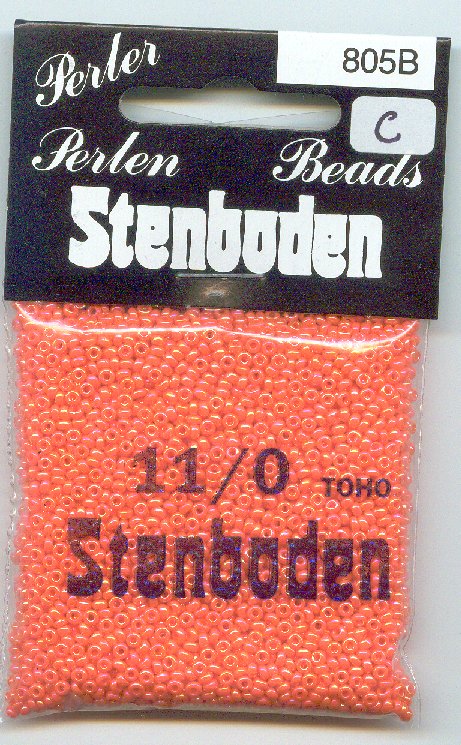 Perler
805B
C
Perlen Beads
Stenboden
11/0 TOHO
Stenboden